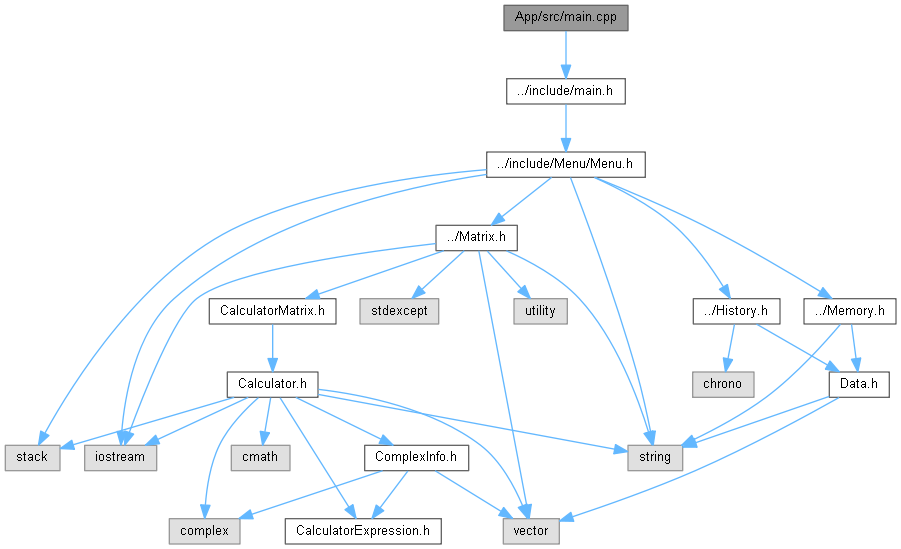 App/src/main.cpp
../include/main.h
../include/Menu/Menu.h
../Matrix.h
CalculatorMatrix.h
stdexcept
utility
../History.h
../Memory.h
Calculator.h
chrono
Data.h
stack
iostream
cmath
ComplexInfo.h
string
complex
CalculatorExpression.h
vector